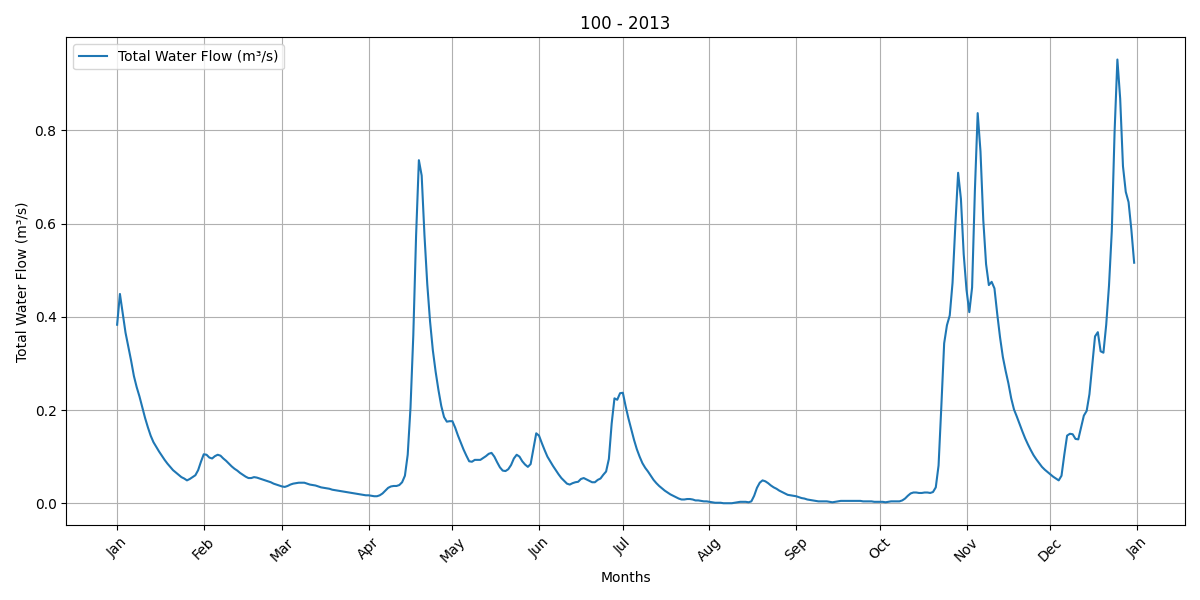 100 - 2013
Total Water Flow (m³/s)
Total Water Flow (m³/s)
0.8
0.6
0.4
0.2
0.0
Jan
Feb
Mar
Apr
May
Jun
Jul
Aug
Sep
Oct
Nov
Dec
Jan
Months